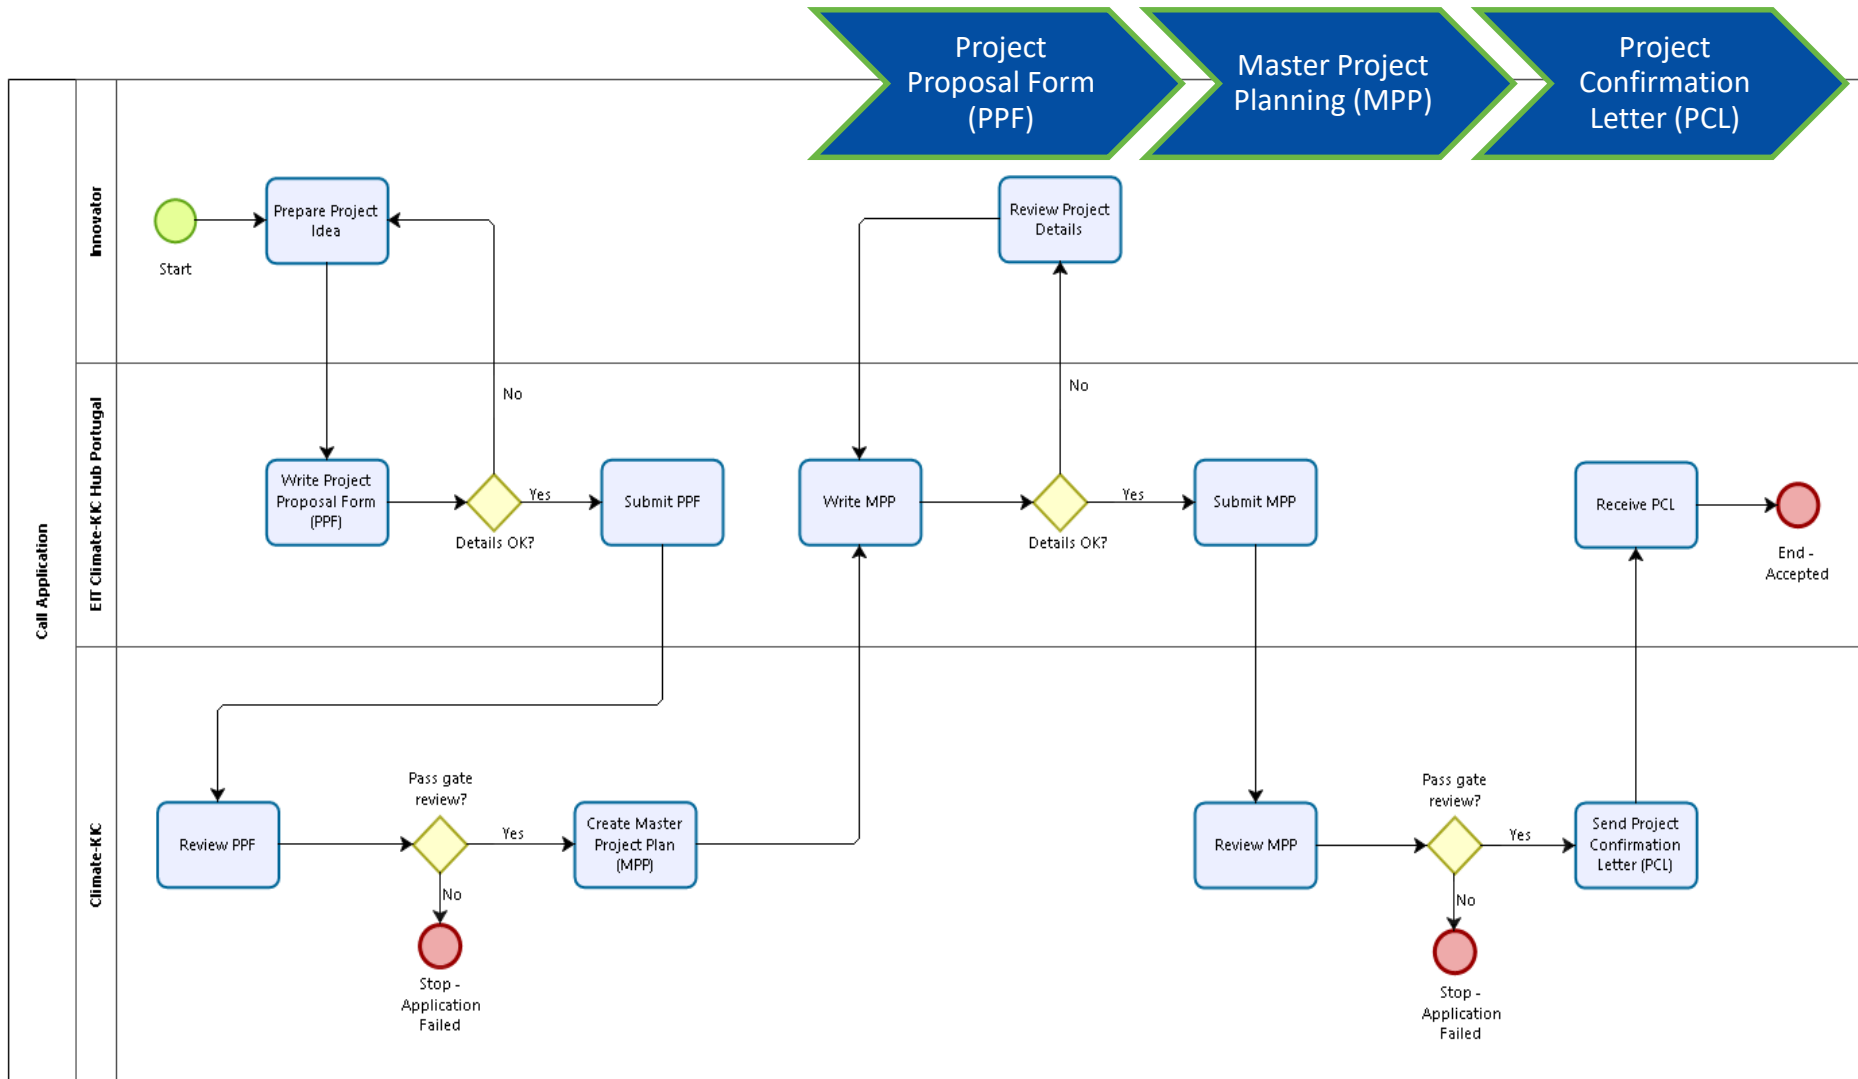 Project
Proposal Form
(PPF)
Master Project
Planning (MPP)
Project
Confirmation
Letter (PCL)
Call Application
Innovator
Start
Prepare Project
Idea
Review Project
Details
EIT Climate-KIC Hub Portugal
No
No
Write Project
Proposal Form
(PPF)
Yes
Details OK?
Submit PPF
Write MPP
Yes
Details OK?
Submit MPP
Receive PCL
End -
Accepted
Climate-KIC
Review PPF
Pass gate
review?
Yes
No
Create Master
Project Plan
(MPP)
Stop -
Application
Failed
Review MPP
Pass gate
review?
Yes
No
Send Project
Confirmation
Letter (PCL)
Stop -
Application
Failed